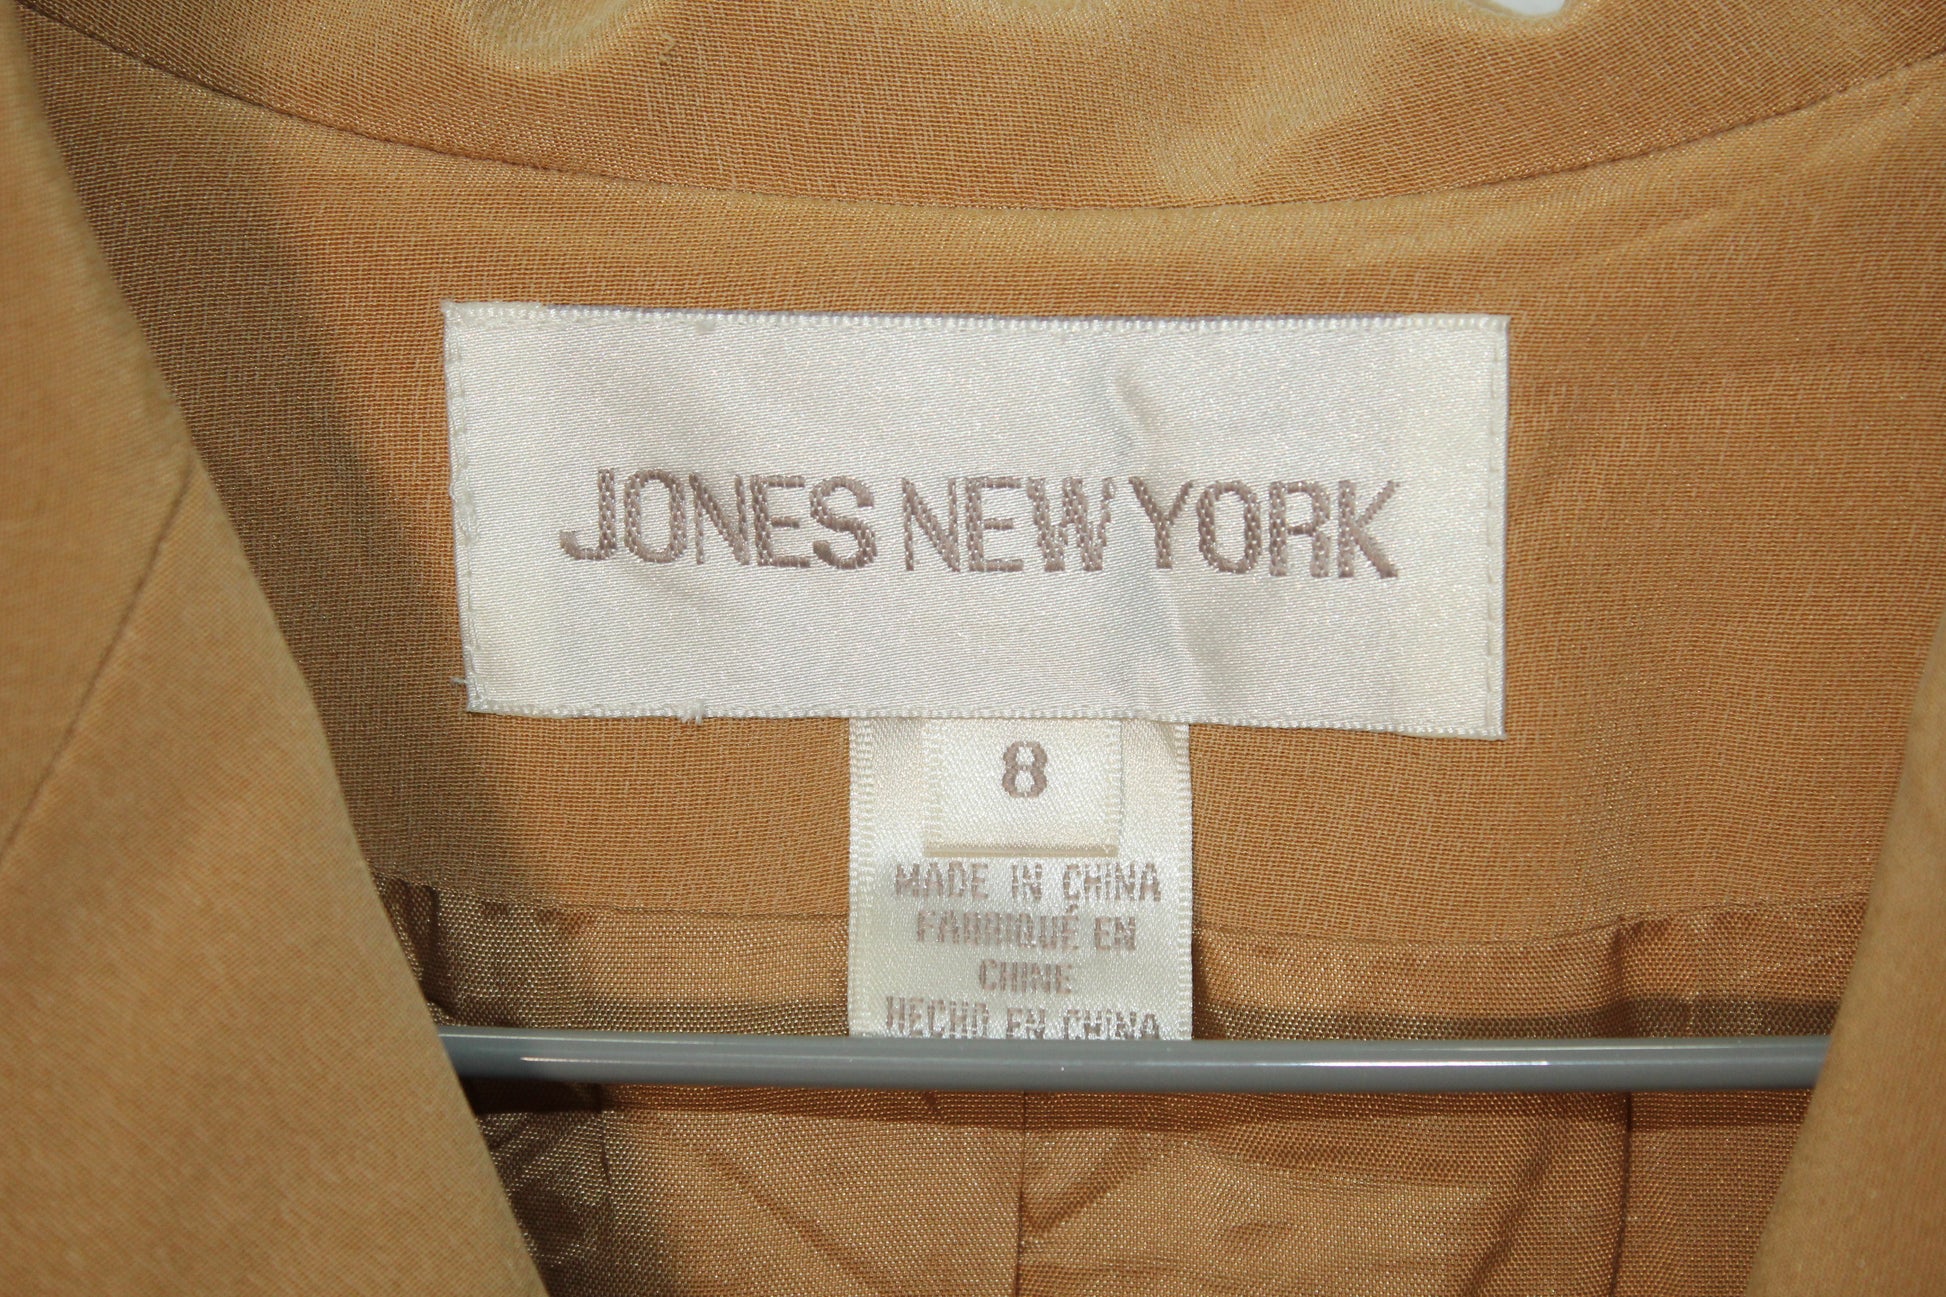 JONES NEW YORK
8
MADE IN CHINA
FABRIQUÉ EN
CHINE
HECHO EN CHINA